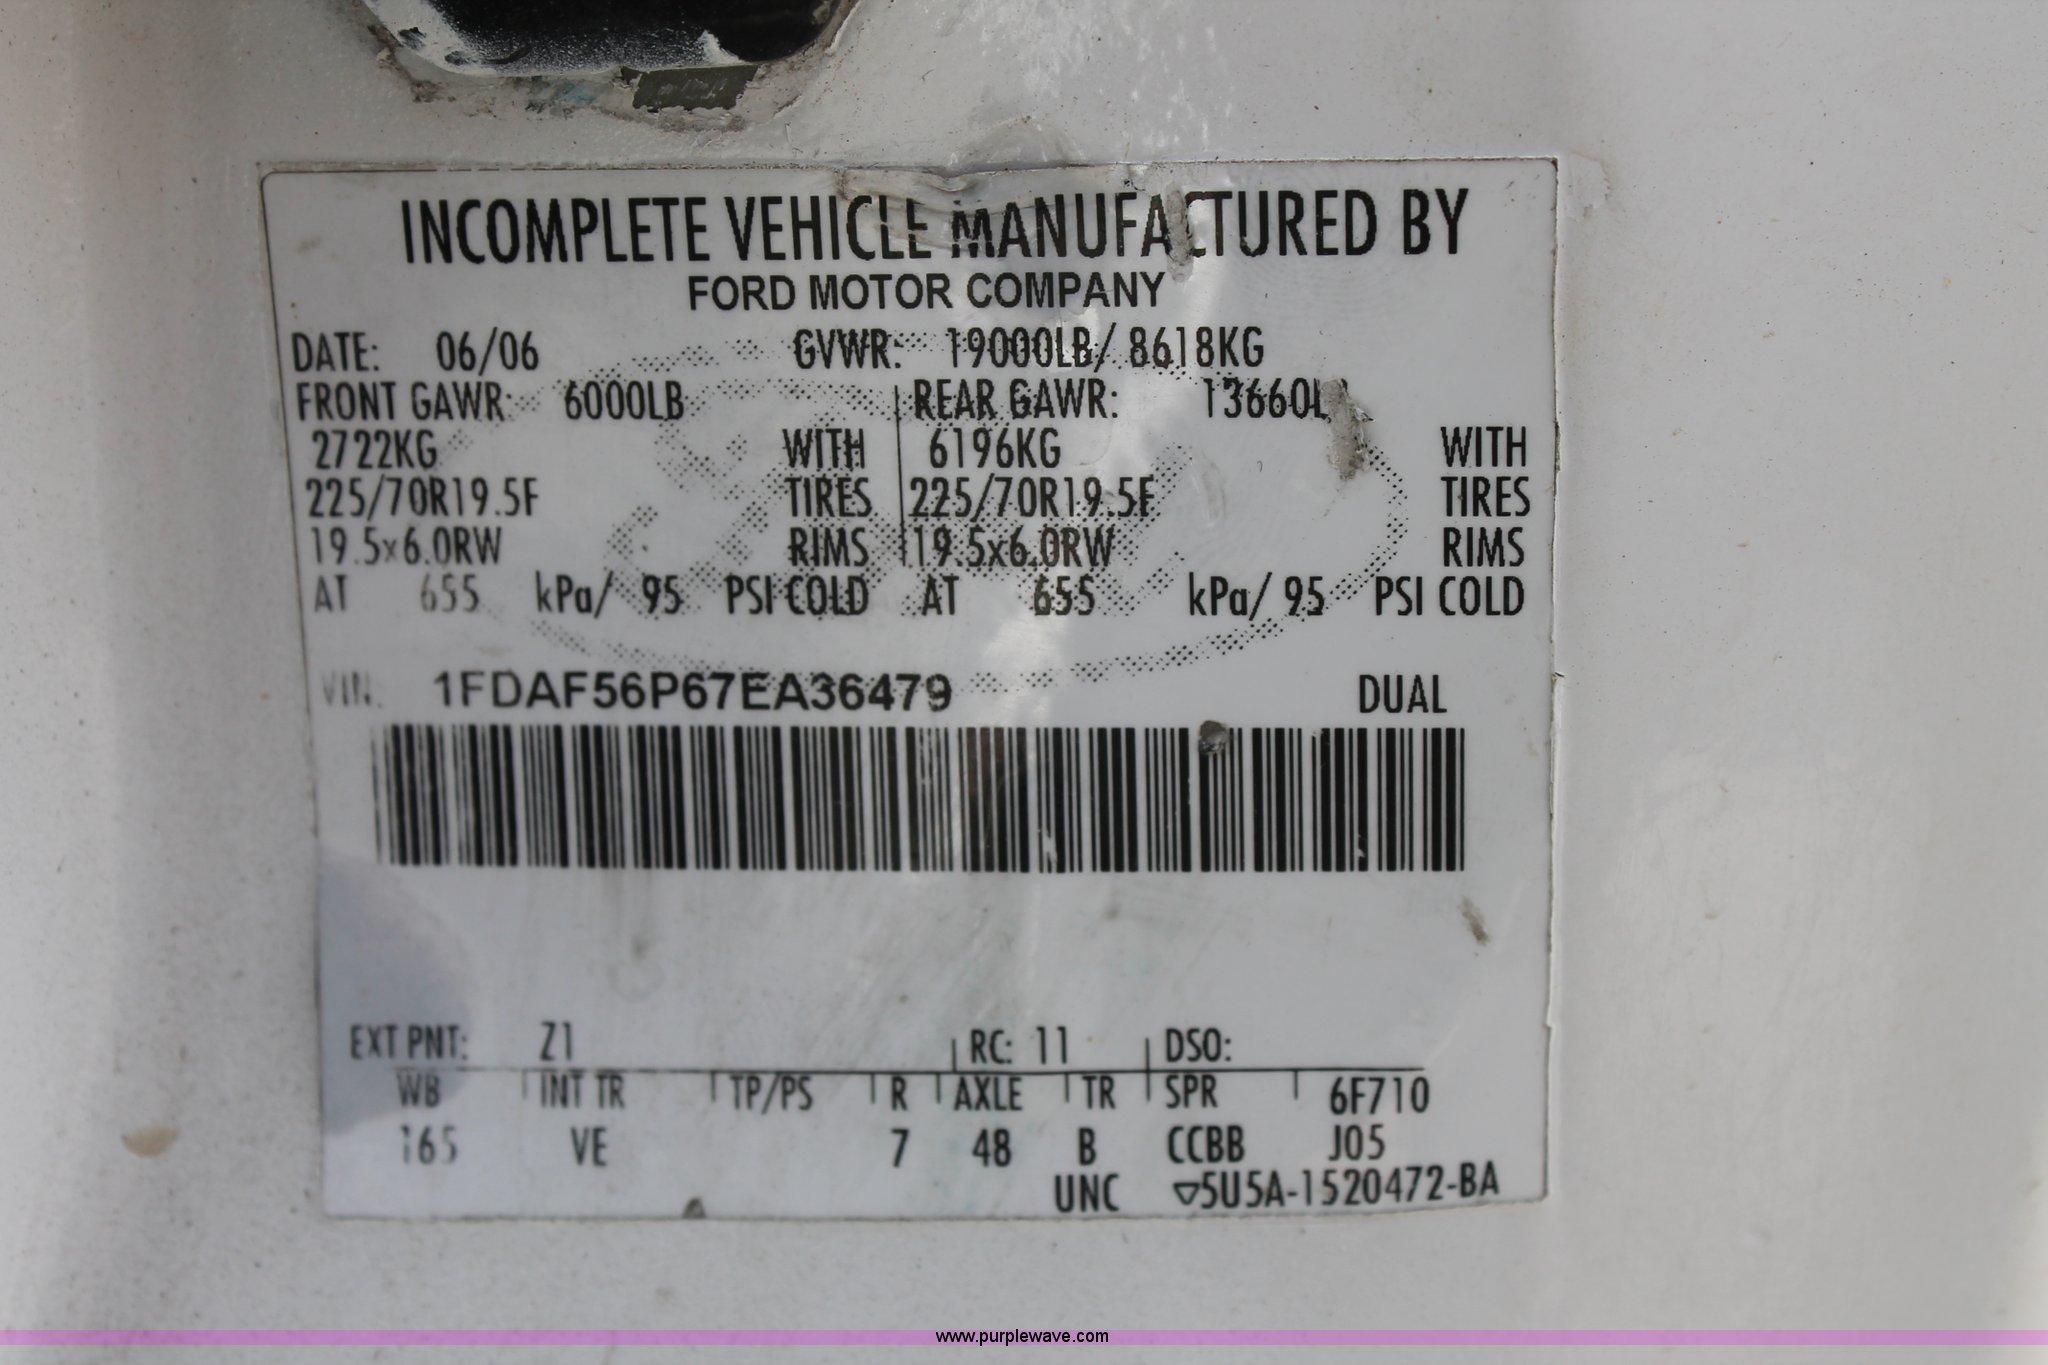 INCOMPLETE VEHICLE MANUFACTURED BY
FORD MOTOR COMPANY
DATE: 06/06 GVWR: 19000LB/ 8618KG
FRONT GAWR: 6000LB REAR GAWR: 13660LB
2722KG WITH 6196KG WITH
225/70R19.5F TIRES 225/70R19.5F TIRES
19.5x6.0RW RIMS 19.5x6.0RW RIMS
AT 655 kPa/ 95 PSI COLD AT 655 kPa/ 95 PSI COLD
VIN: 1FDAF56P67EA36479 DUAL
EXT PNT: Z1 RC: 11 DSO:
WB INT TR TP/PS R AXLE TR SPR 6F710
165 VE 7 48 B CCBB J05
UNC ▽5U5A-1520472-BA
www.purplewave.com